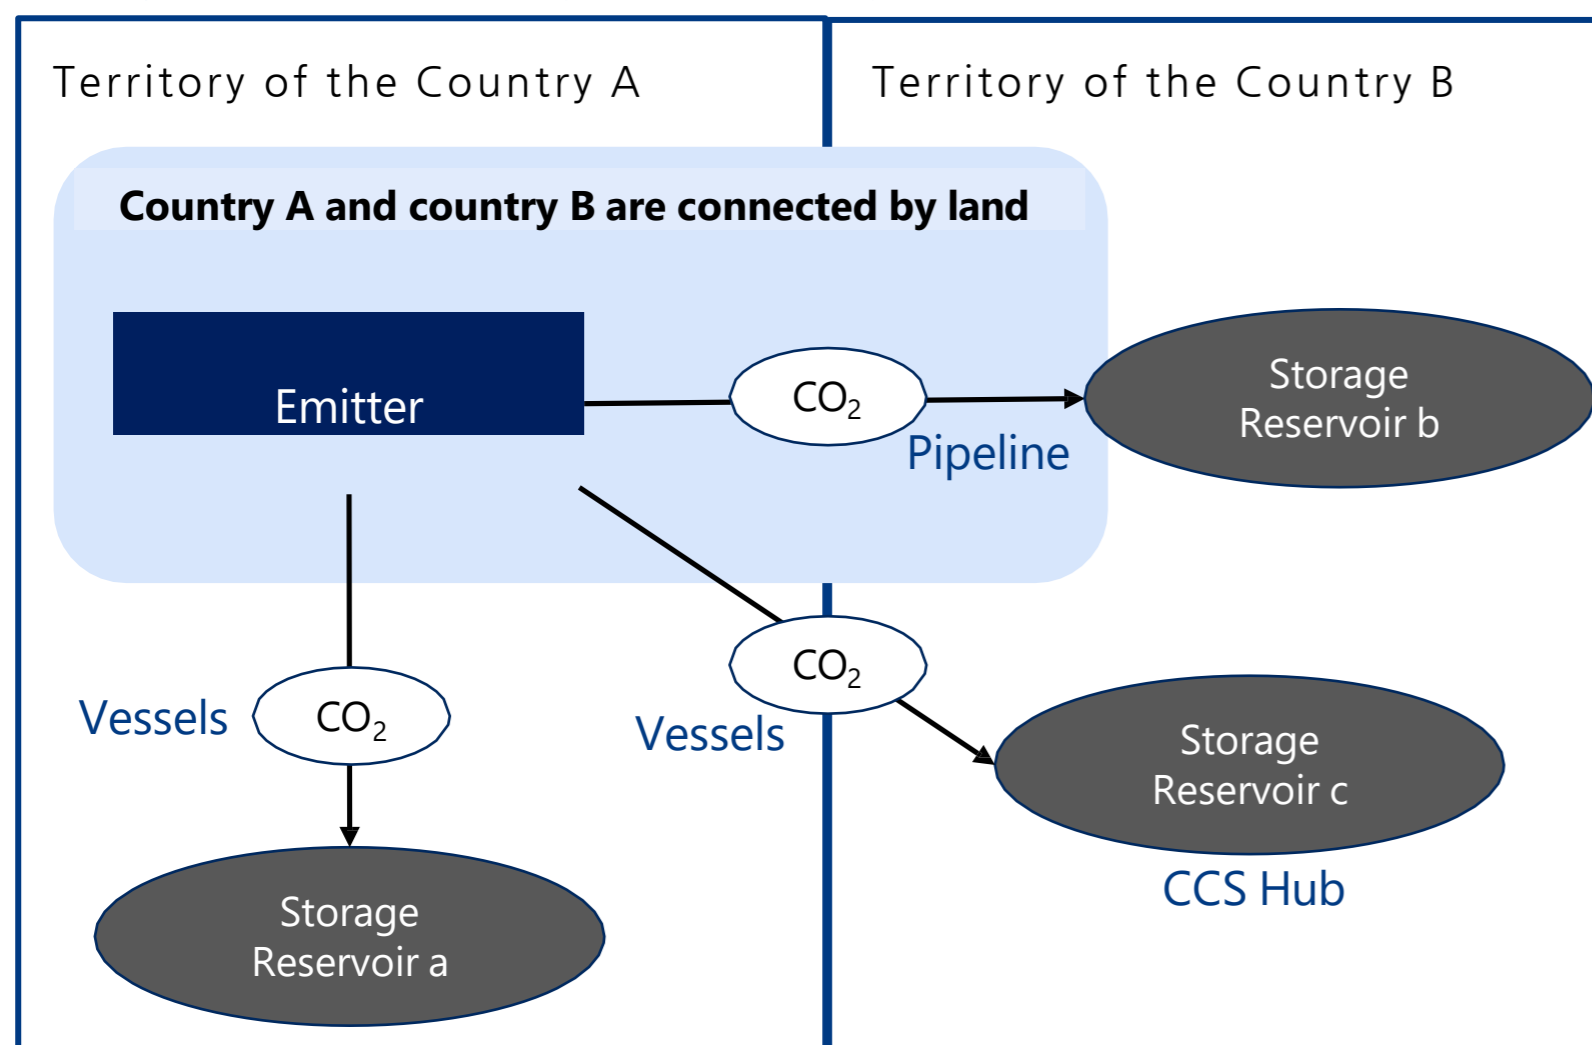 Territory of the Country A
Territory of the Country B
Country A and country B are connected by land
Emitter
CO₂
Pipeline
Storage
Reservoir b
Vessels
CO₂
CO₂
Vessels
Storage
Reservoir c
CCS Hub
Storage
Reservoir a